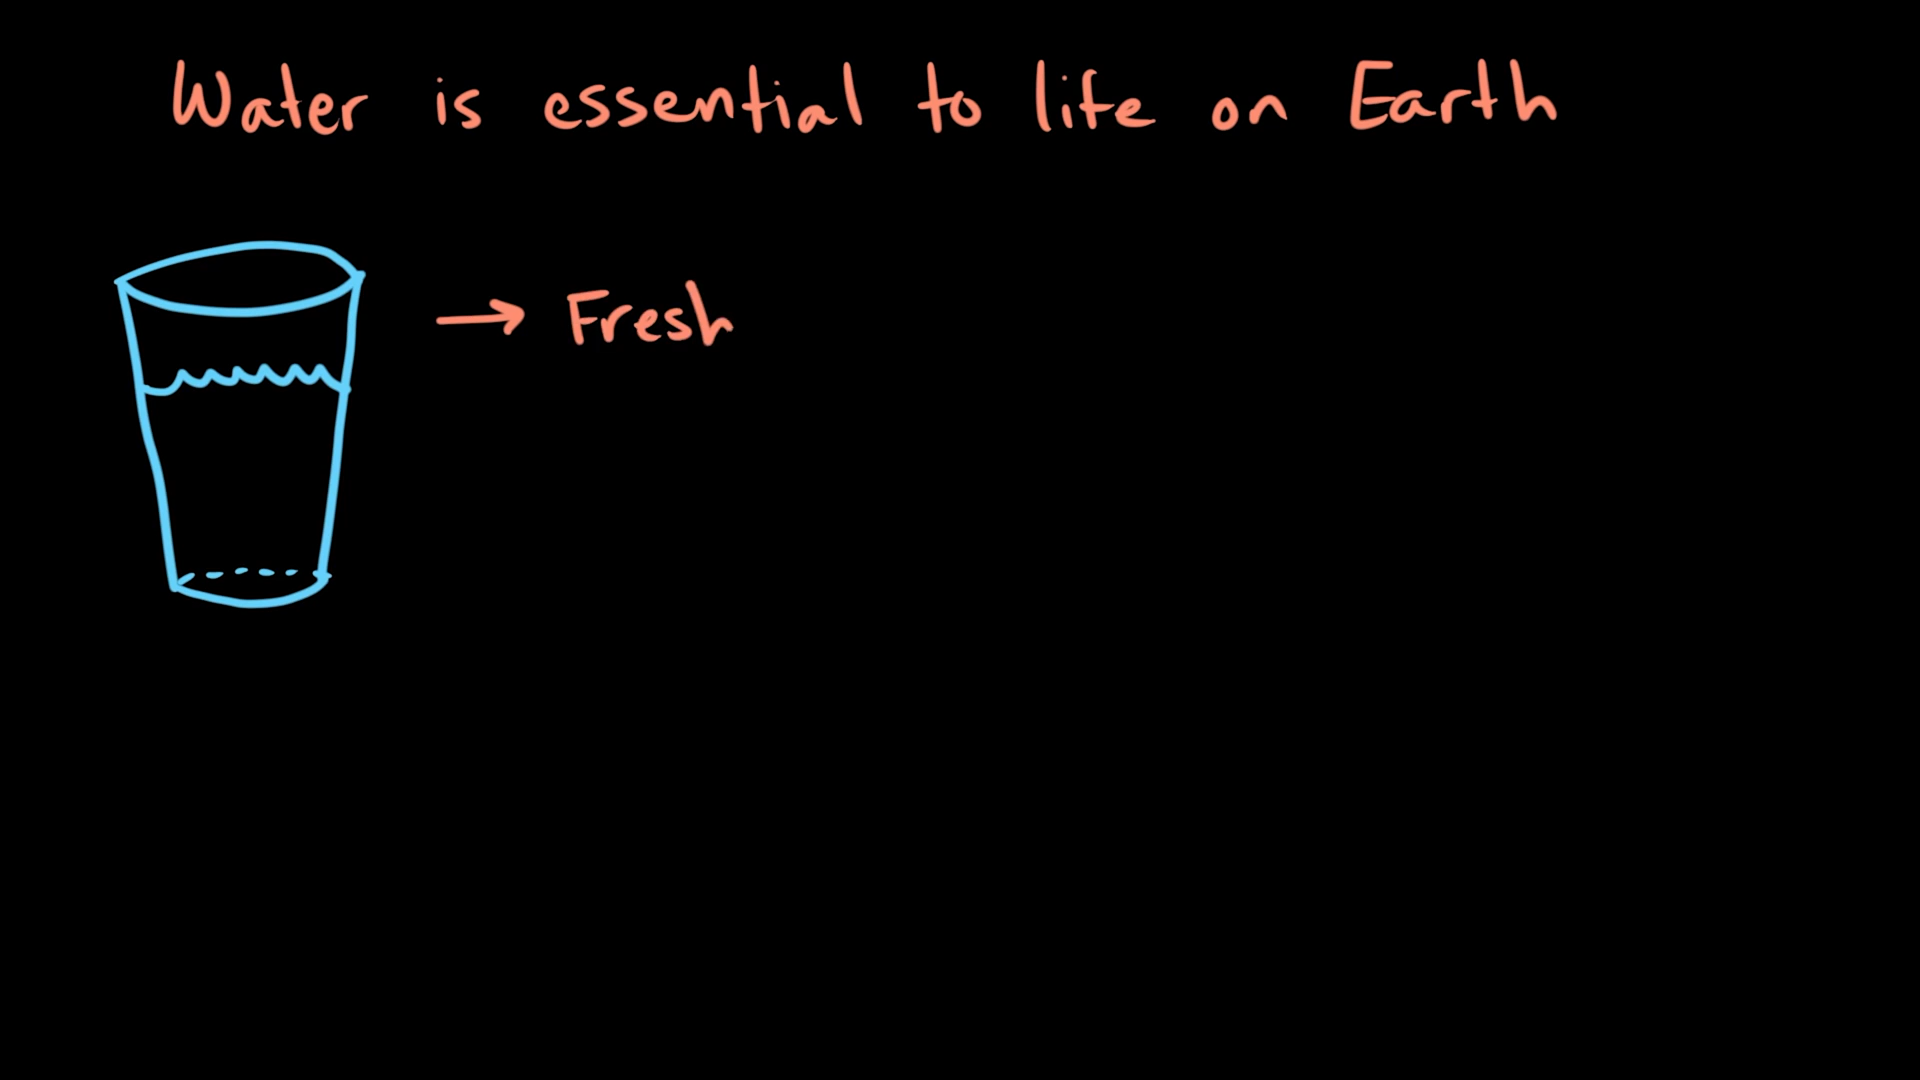 Water is essential to life on Earth
→ Fresh